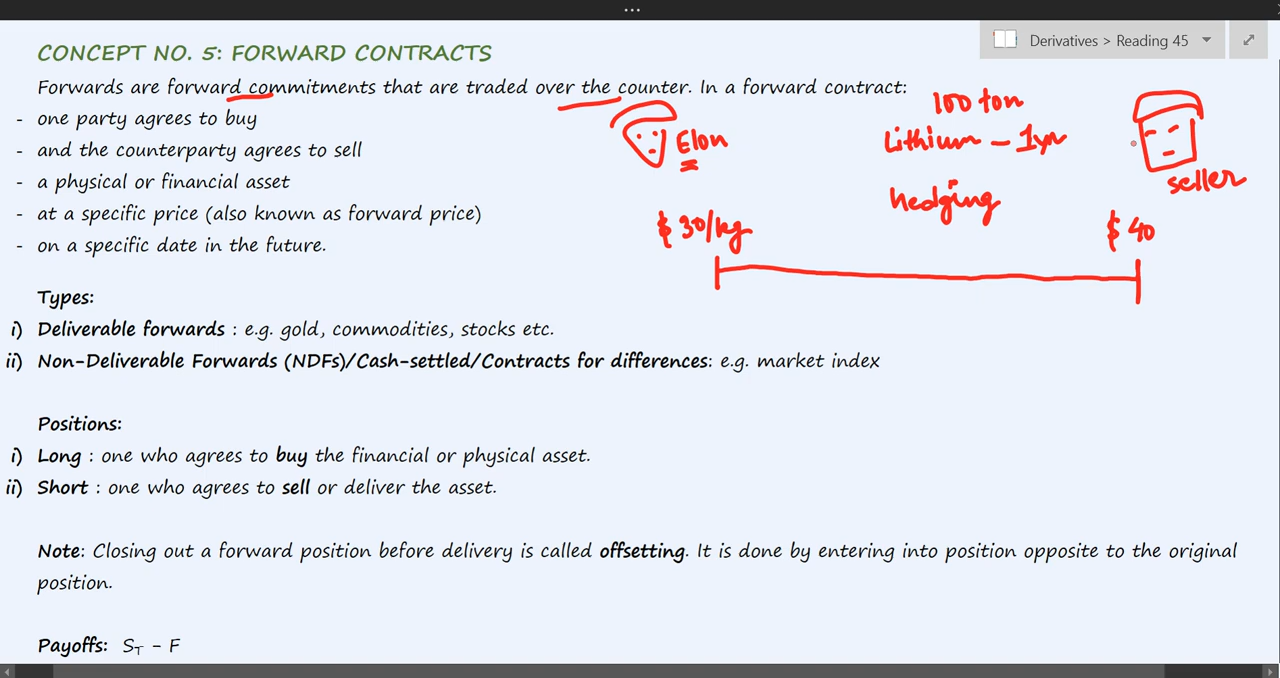 Derivatives > Reading 45
CONCEPT NO. 5: FORWARD CONTRACTS
Forwards are forward commitments that are traded over the counter. In a forward contract:
- one party agrees to buy
- and the counterparty agrees to sell
- a physical or financial asset
- at a specific price (also known as forward price)
- on a specific date in the future.
Elon
100 ton
Lithium - 1yr
seller
hedging
$ 30/kg
$ 40
Types:
i) Deliverable forwards : e.g. gold, commodities, stocks etc.
ii) Non-Deliverable Forwards (NDFs)/Cash-settled/Contracts for differences: e.g. market index
Positions:
i) Long : one who agrees to buy the financial or physical asset.
ii) Short : one who agrees to sell or deliver the asset.
Note: Closing out a forward position before delivery is called offsetting. It is done by entering into position opposite to the original
position.
Payoffs: S_T - F